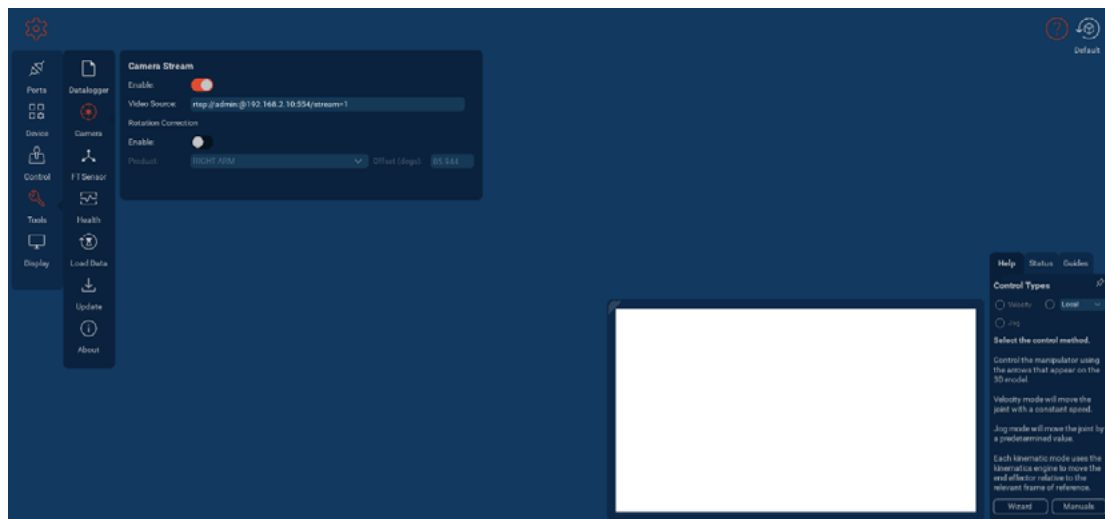 Default
Ports
Device
Control
Tools
Display
Datalogger
Camera
FT Sensor
Health
Load Data
Update
About
Camera Stream
Enable:
Video Source: rtsp://admin:@192.168.2.10:554/stream=1
Rotation Correction
Enable:
Product: RIGHT ARM Offset (degs): 85.944
Help Status Guides
Control Types
Velocity Local
Jog
Select the control method.
Control the manipulator using
the arrows that appear on the
3D model.
Velocity mode will move the
joint with a constant speed.
Jog mode will move the joint by
a predetermined value.
Each kinematic mode uses the
kinematics engine to move the
end effector relative to the
relevant frame of reference.
Wizard Manuals